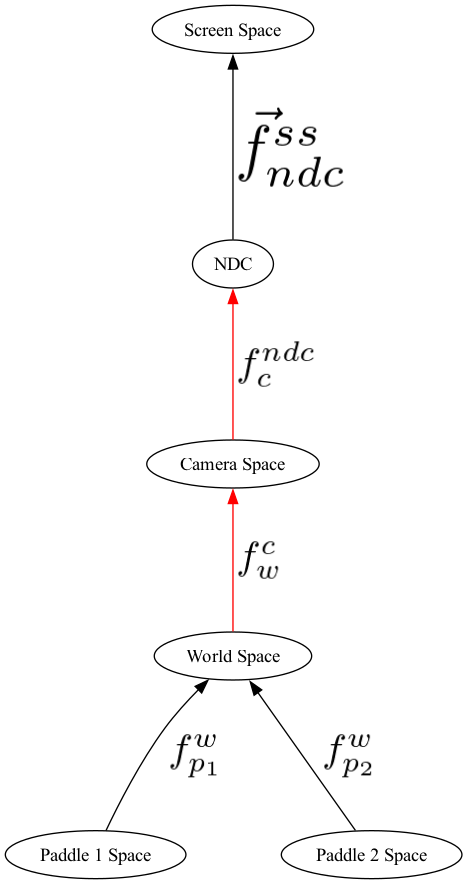 Screen Space
\vec{f}_{ndc}^{ss}
NDC
f_{c}^{ndc}
Camera Space
f_{w}^{c}
World Space
f_{p_1}^{w} f_{p_2}^{w}
Paddle 1 Space Paddle 2 Space